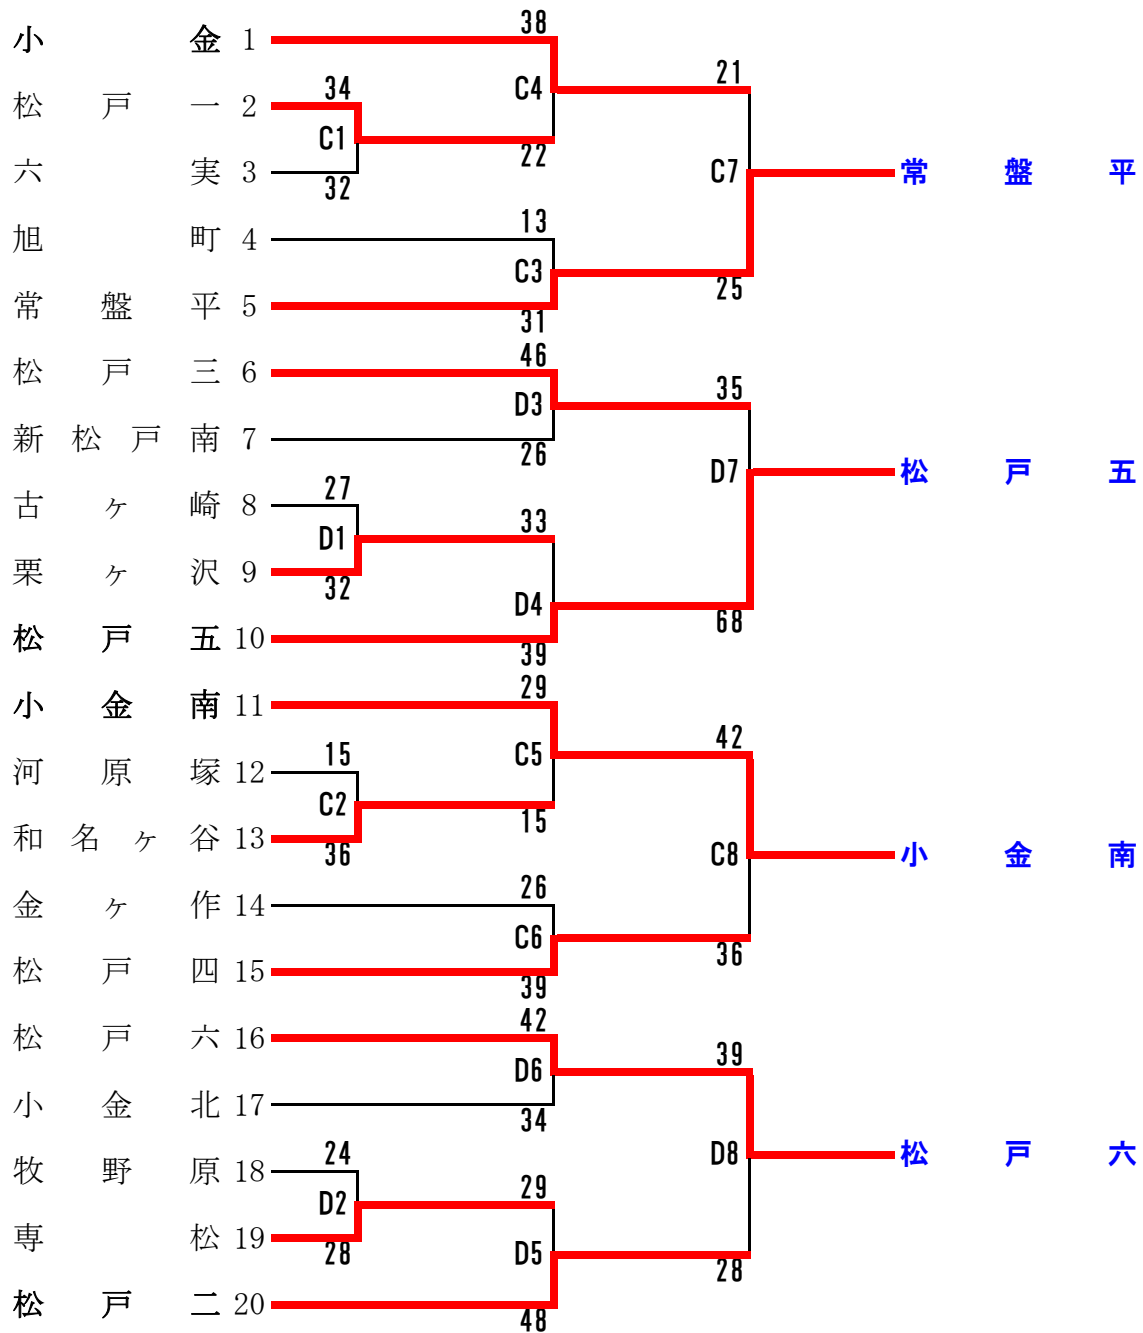 38
小金 1
21
34
C4
松戸一 2
C1
22
六実 3
C7
常盤平
32
13
旭町 4
C3
25
常盤平 5
31
46
松戸三 6
35
D3
新松戸南 7
26
D7
松戸五
27
古ヶ崎 8
33
D1
栗ヶ沢 9
32
D4
68
松戸五 10
39
29
小金南 11
42
15
C5
河原塚 12
C2
15
和名ヶ谷 13
36
C8
小金南
26
金ヶ作 14
C6
36
松戸四 15
39
42
松戸六 16
39
D6
小金北 17
34
24
D8
松戸六
牧野原 18
29
D2
専松 19
28
D5
28
松戸二 20
48